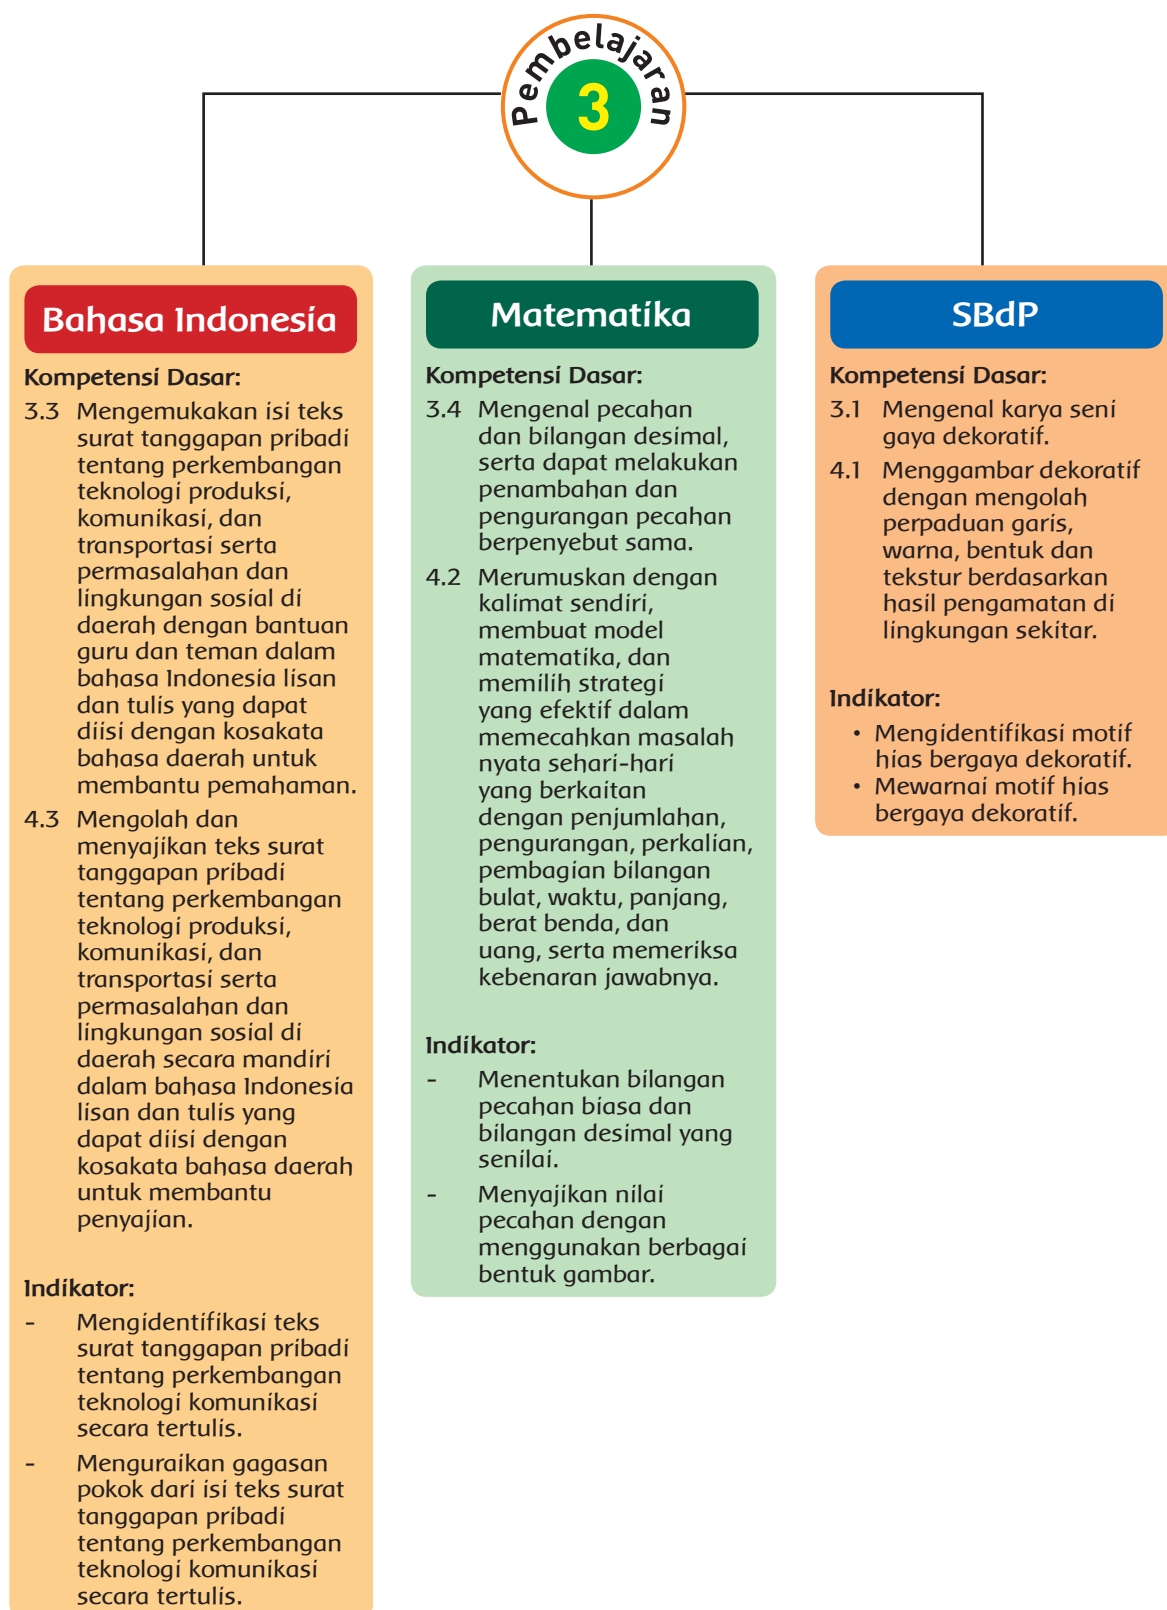 Pembelajaran
3
Bahasa Indonesia
Kompetensi Dasar:
3.3 Mengemukakan isi teks
surat tanggapan pribadi
tentang perkembangan
teknologi produksi,
komunikasi, dan
transportasi serta
permasalahan dan
lingkungan sosial di
daerah dengan bantuan
guru dan teman dalam
bahasa Indonesia lisan
dan tulis yang dapat
diisi dengan kosakata
bahasa daerah untuk
membantu pemahaman.
4.3 Mengolah dan
menyajikan teks surat
tanggapan pribadi
tentang perkembangan
teknologi produksi,
komunikasi, dan
transportasi serta
permasalahan dan
lingkungan sosial di
daerah secara mandiri
dalam bahasa Indonesia
lisan dan tulis yang
dapat diisi dengan
kosakata bahasa daerah
untuk membantu
penyajian.
Indikator:
- Mengidentifikasi teks
surat tanggapan pribadi
tentang perkembangan
teknologi komunikasi
secara tertulis.
- Menguraikan gagasan
pokok dari isi teks surat
tanggapan pribadi
tentang perkembangan
teknologi komunikasi
secara tertulis.
Matematika
Kompetensi Dasar:
3.4 Mengenal pecahan
dan bilangan desimal,
serta dapat melakukan
penambahan dan
pengurangan pecahan
berpenyebut sama.
4.2 Merumuskan dengan
kalimat sendiri,
membuat model
matematika, dan
memilih strategi
yang efektif dalam
memecahkan masalah
nyata sehari-hari
yang berkaitan
dengan penjumlahan,
pengurangan, perkalian,
pembagian bilangan
bulat, waktu, panjang,
berat benda, dan
uang, serta memeriksa
kebenaran jawabnya.
Indikator:
- Menentukan bilangan
pecahan biasa dan
bilangan desimal yang
senilai.
- Menyajikan nilai
pecahan dengan
menggunakan berbagai
bentuk gambar.
SBdP
Kompetensi Dasar:
3.1 Mengenal karya seni
gaya dekoratif.
4.1 Menggambar dekoratif
dengan mengolah
perpaduan garis,
warna, bentuk dan
tekstur berdasarkan
hasil pengamatan di
lingkungan sekitar.
Indikator:
• Mengidentifikasi motif
hias bergaya dekoratif.
• Mewarnai motif hias
bergaya dekoratif.